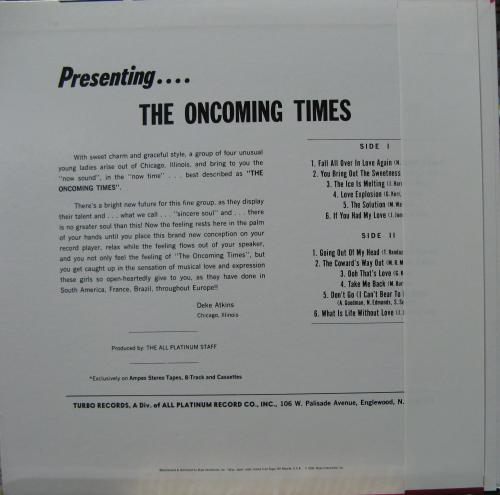 Presenting....
THE ONCOMING TIMES
With sweet charm and graceful style, a group of four unusual
young ladies arise out of Chicago, Illinois, and bring to you the
"now sound", in the "now time" . . . best described as "THE
ONCOMING TIMES".
There's a bright new future for this fine group, as they display
their talent and . . . what we call . . . "sincere soul" and . . . there
is no greater soul than this! Now the feeling rests here in the palm
of your hands until you place this brand new conception on your
record player, relax while the feeling flows out of your speaker,
and you not only feel the feeling of "The Oncoming Times", but
you get caught up in the sensation of musical love and expression
these girls so open-heartedly give to you, as they have done in
South America, France, Brazil, throughout Europe!!
Deke Atkins
Chicago, Illinois
Produced by: THE ALL PLATINUM STAFF
*Exclusively on Ampex Stereo Tapes, 8-Track and Cassettes
SIDE I
1. Fall All Over In Love Again
2. You Bring Out The Sweetness
3. The Ice Is Melting
4. Love Explosion
5. The Solution
6. If You Had My Love
SIDE II
1. Going Out Of My Head
2. The Coward's Way Out
3. Ooh That's Love
4. Take Me Back
5. Don't Go (I Can't Bear To
(A. Goodman, N. Edmonds, S.
6. What Is Life Without Love
TURBO RECORDS, A Div. of ALL PLATINUM RECORD CO., INC., 106 W. Palisade Avenue, Englewood, N.